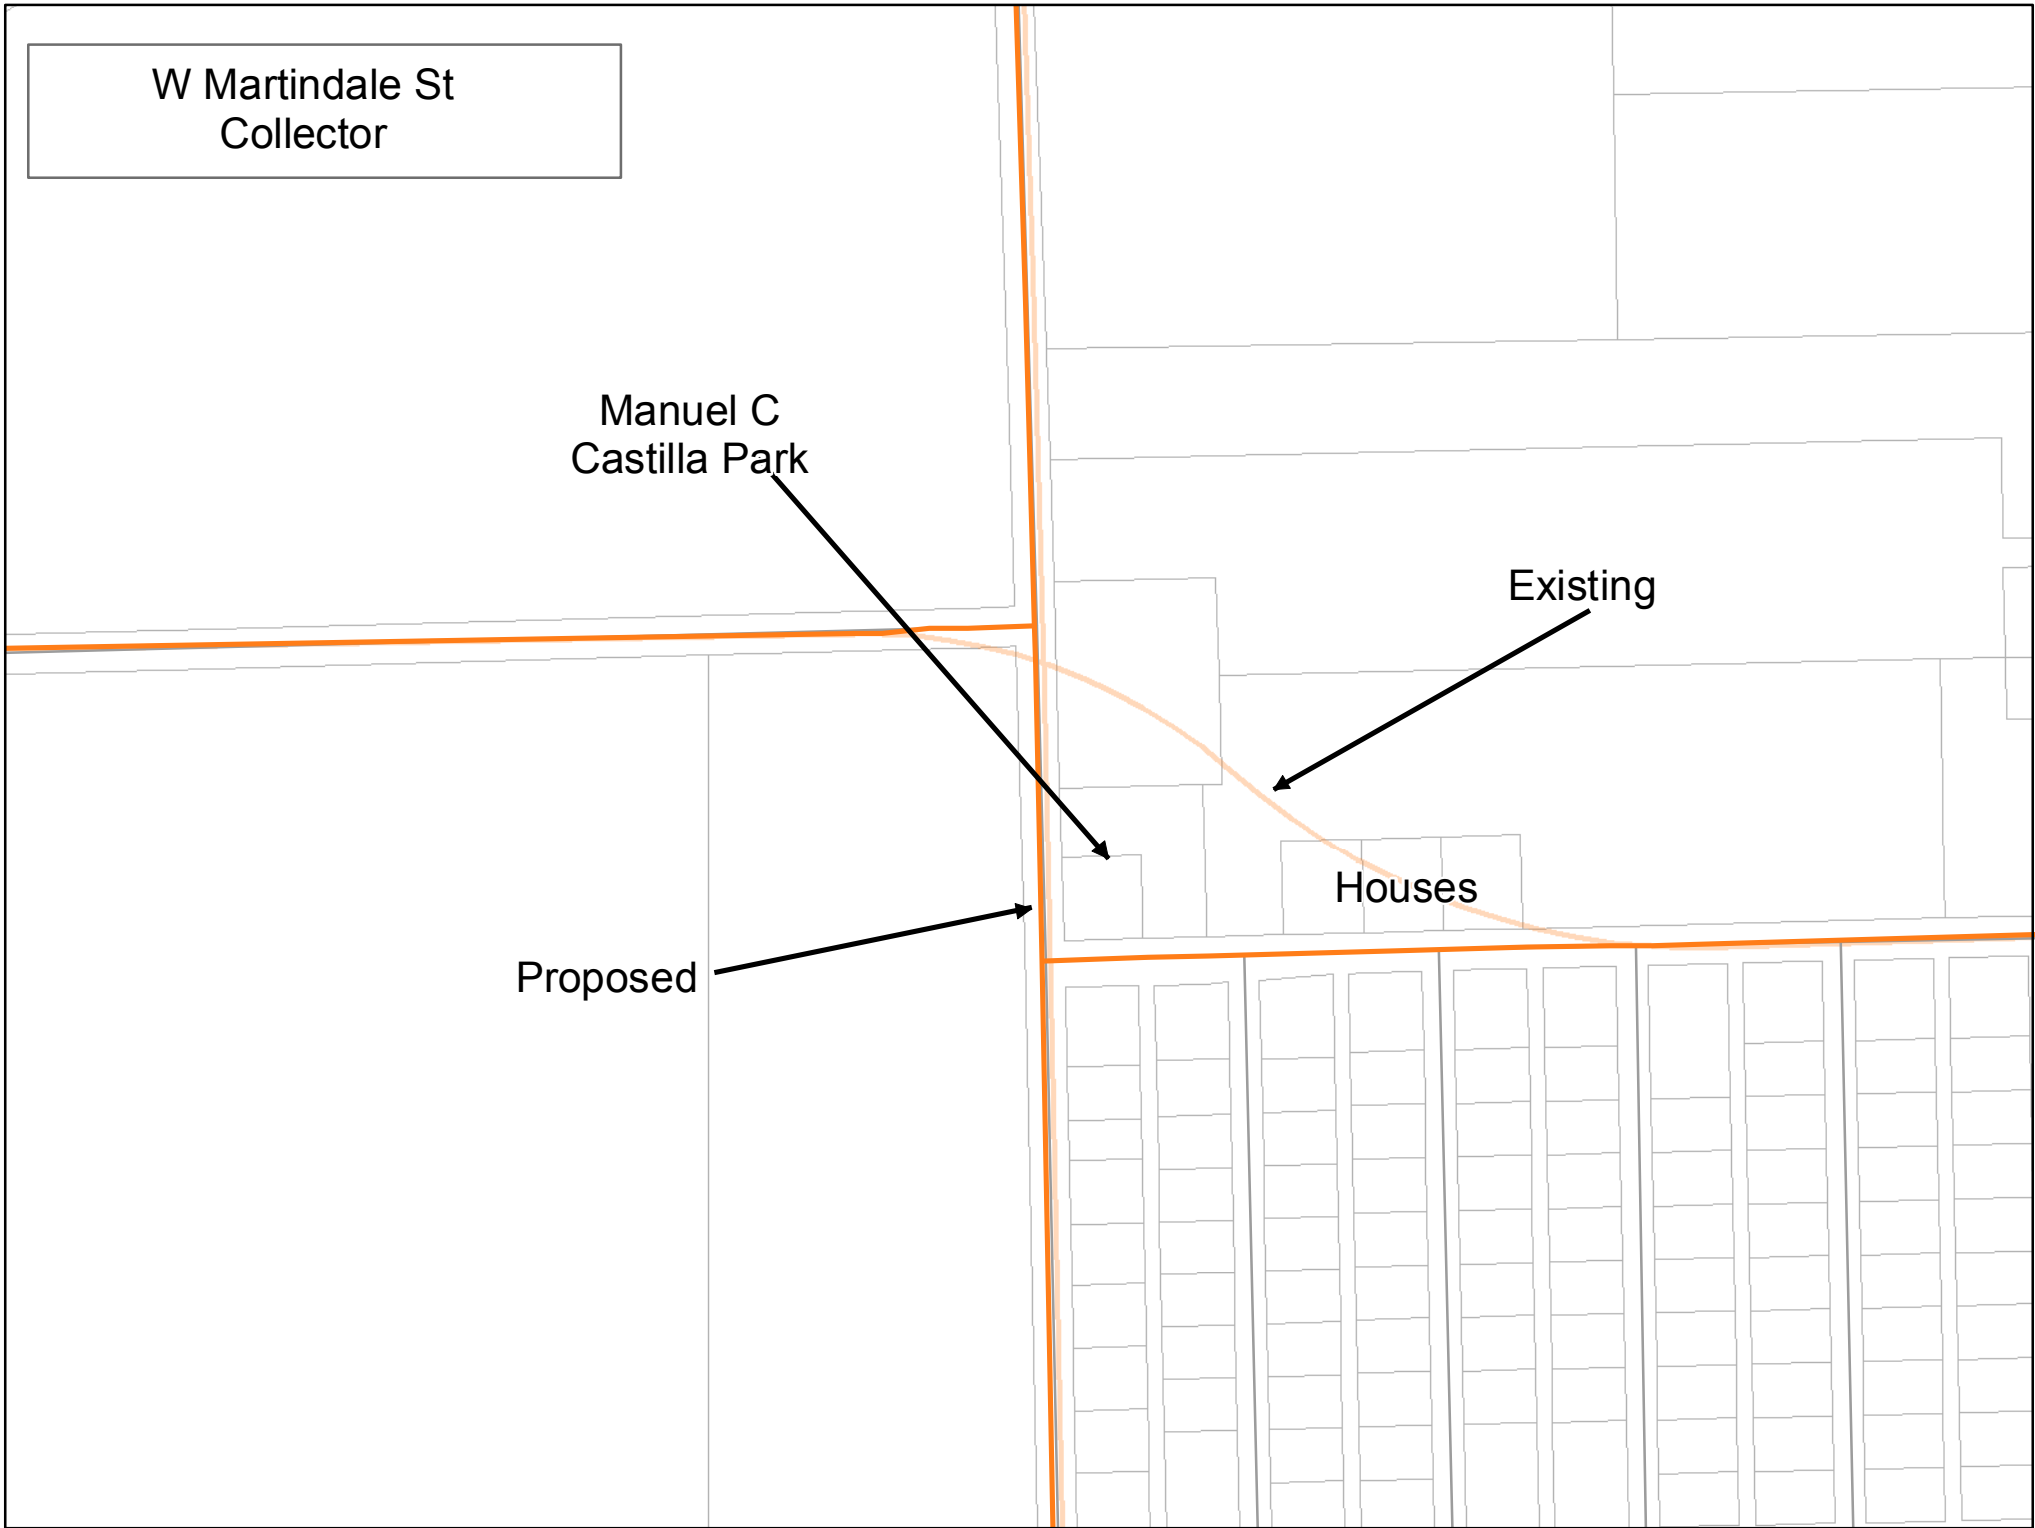 W Martindale St
Collector
Manuel C
Castilla Park
Existing
Houses
Proposed